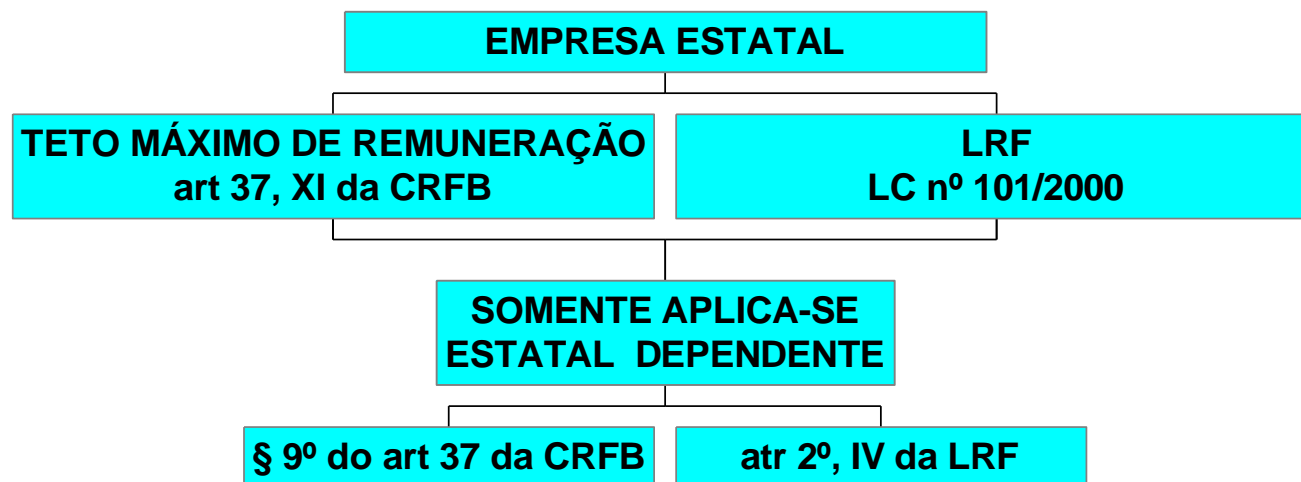 EMPRESA ESTATAL
TETO MÁXIMO DE REMUNERAÇÃO
art 37, XI da CRFB
LRF
LC nº 101/2000
SOMENTE APLICA-SE
ESTATAL DEPENDENTE
§ 9º do art 37 da CRFB
atr 2º, IV da LRF